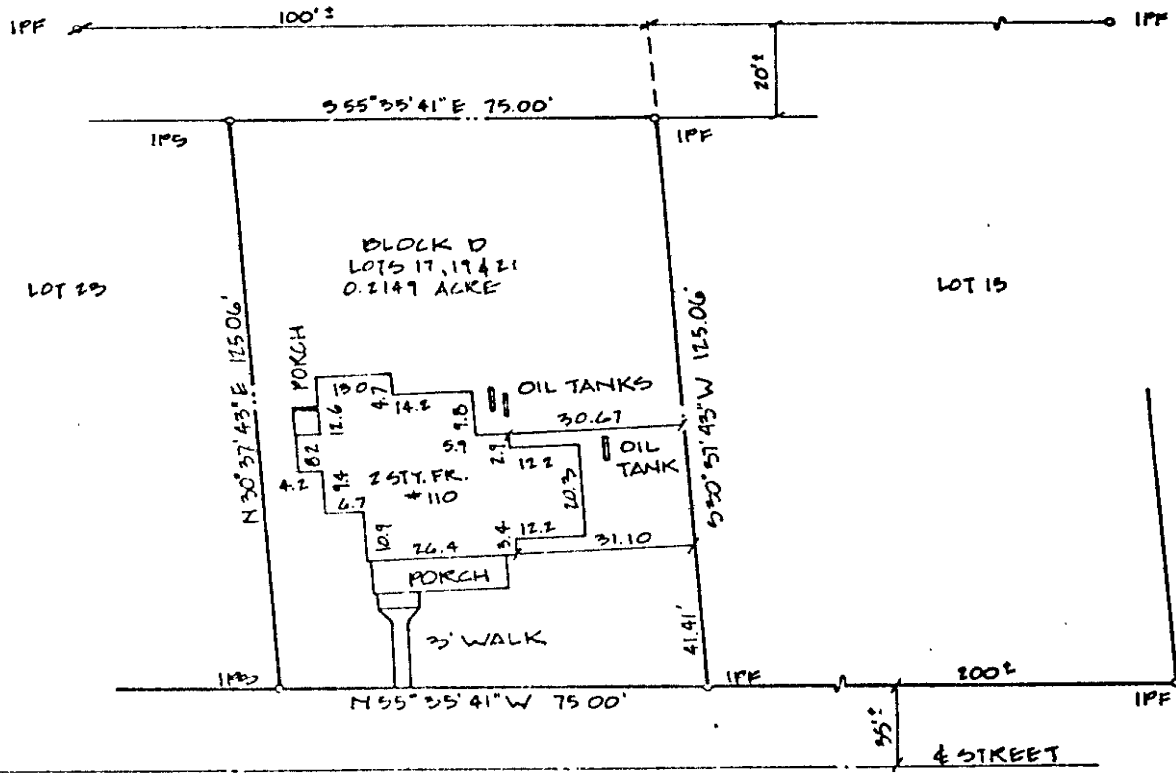 IPF
100'±
IPF
20'±
S 55°35'41" E 75.00'
IPS
IPF
BLOCK D
LOTS 17, 19 & 21
0.2149 ACRE
LOT 23
LOT 15
N 30°37'43" E 125.06'
S 30°37'43" W 125.06'
PORCH
13.0
4.7
14.2
9.8
OIL TANKS
30.67
12.6
8.2
4.2
9.4
6.7
5.9
2.9
12.2
OIL
TANK
2 STY. FR.
#110
20.3
10.9
26.4
3.4
12.2
31.10
PORCH
3' WALK
41.41'
IPS
IPF
N 55°35'41" W 75.00'
200'±
IPF
35'±
℄ STREET